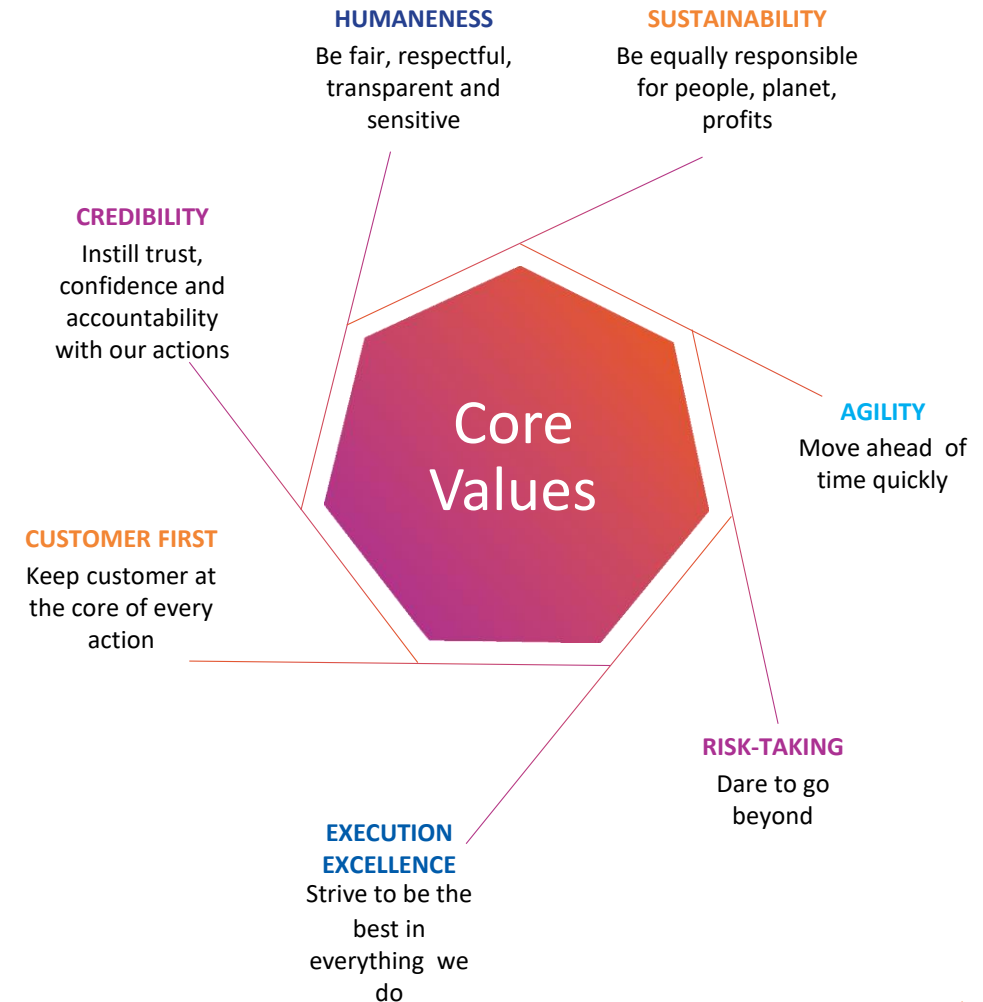 HUMANENESS
Be fair, respectful,
transparent and
sensitive
SUSTAINABILITY
Be equally responsible
for people, planet,
profits
CREDIBILITY
Instill trust,
confidence and
accountability
with our actions
Core
Values
AGILITY
Move ahead  of
time quickly
CUSTOMER FIRST
Keep customer at
the core of every
action
RISK-TAKING
Dare to go
beyond
EXECUTION
EXCELLENCE
Strive to be the
best in
everything  we
do